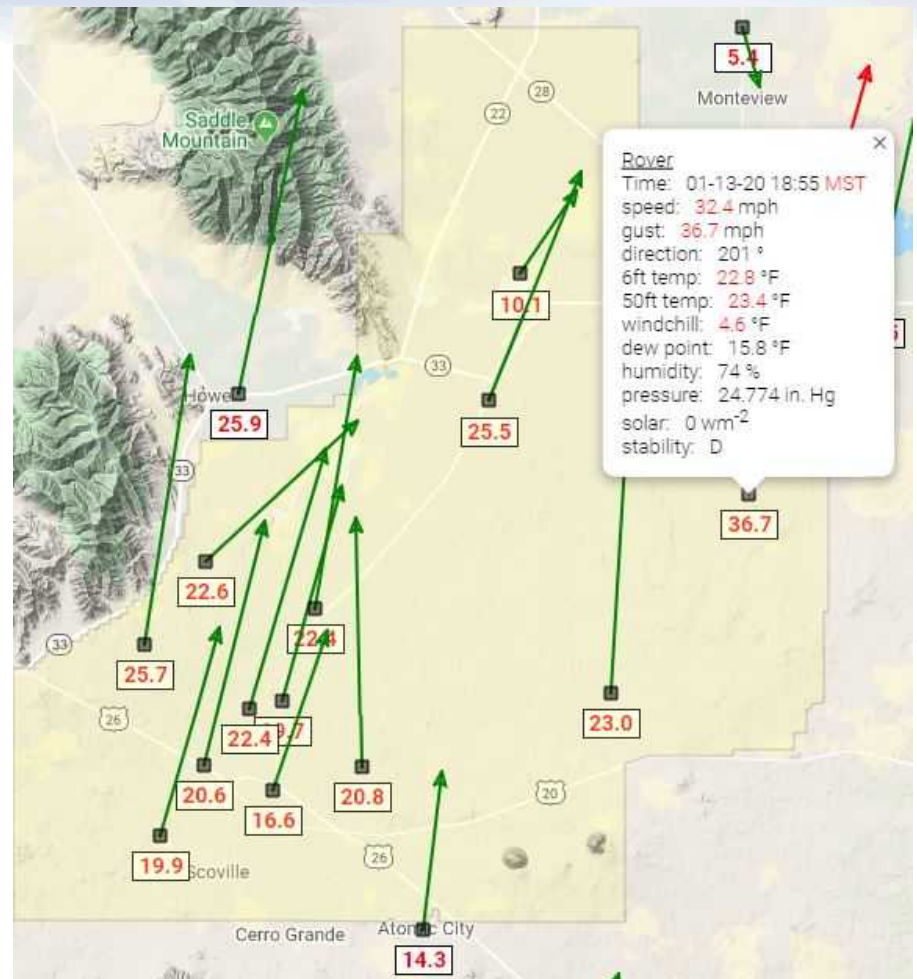 5.4
Monteview
28
22
Saddle
Mountain
Rover
Time: 01-13-20 18:55 MST
speed: 32.4 mph
gust: 36.7 mph
direction: 201 °
6ft temp: 22.8 °F
50ft temp: 23.4 °F
windchill: 4.6 °F
dew point: 15.8 °F
humidity: 74 %
pressure: 24.774 in. Hg
solar: 0 wm-2
stability: D
10.1
33
Howe
25.9
25.5
33
36.7
22.6
22.4
33
25.7
26
22.4
23.0
20.6
16.6
20.8
20
19.9
Scoville
26
Cerro Grande
Atomic City
14.3